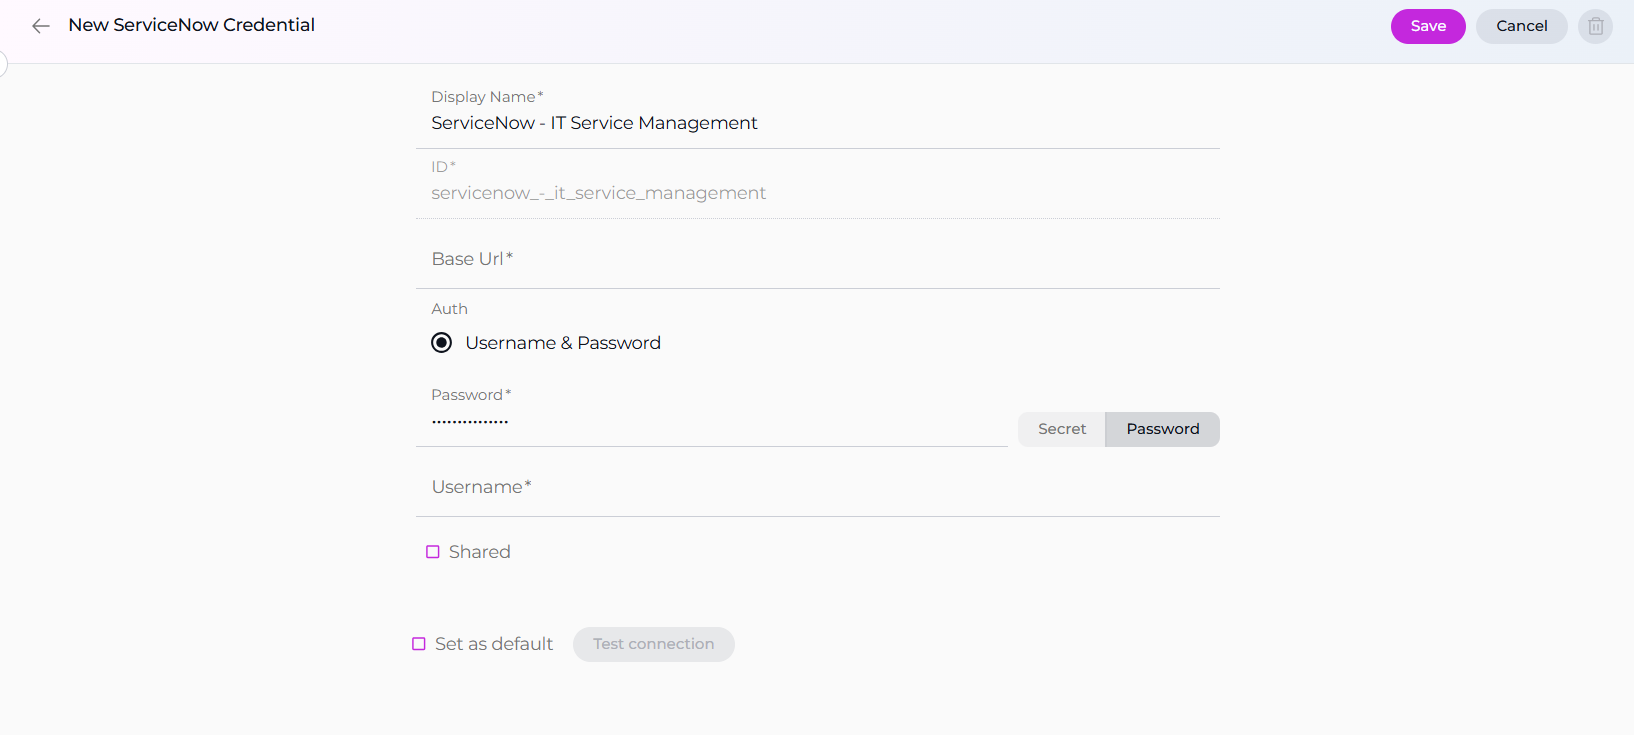 New ServiceNow Credential
Save
Cancel
Display Name*
ServiceNow - IT Service Management
ID*
servicenow_-_it_service_management
Base Url*
Auth
Username & Password
Password*
•••••••••••••••
Secret
Password
Username*
Shared
Set as default
Test connection